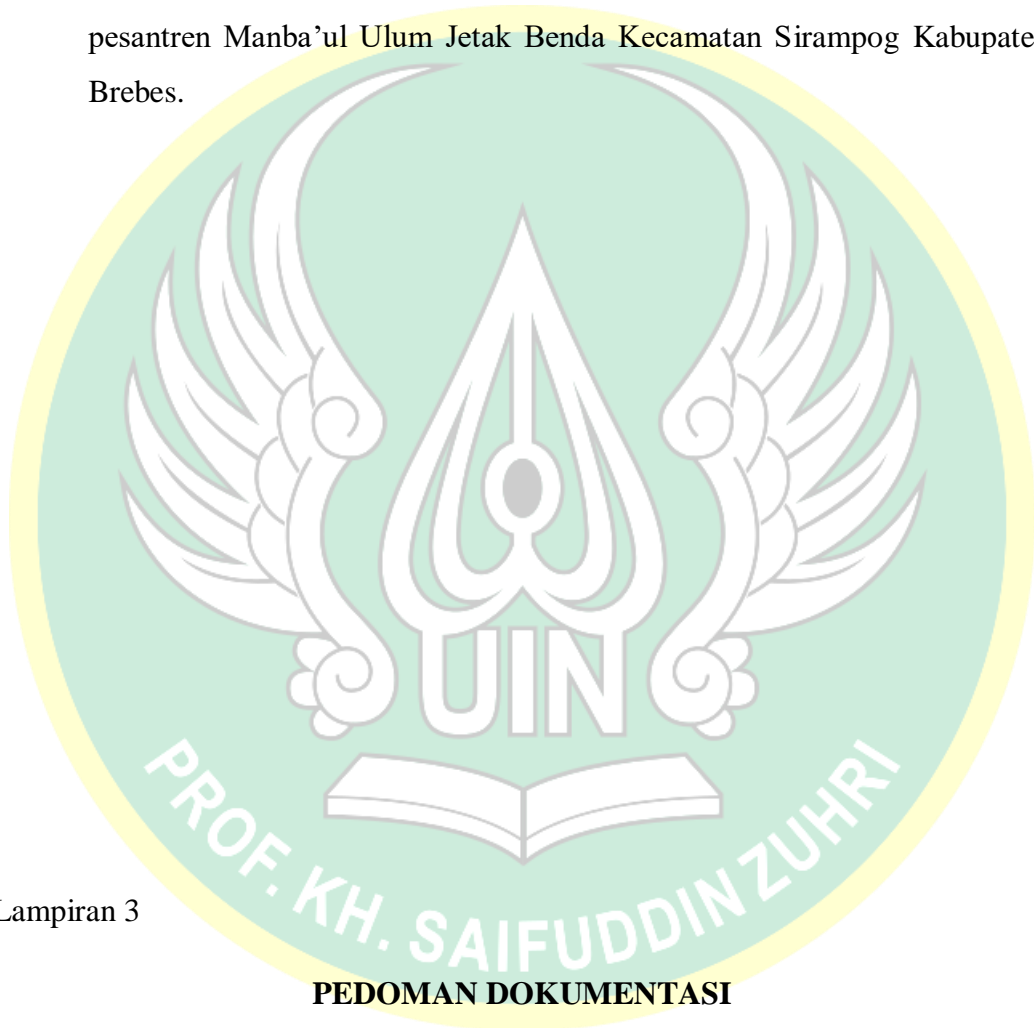 pesantren Manba’ul Ulum Jetak Benda Kecamatan Sirampog Kabupate
Brebes.
UIN
PROF. KH. SAIFUDDIN ZUHRI
Lampiran 3
PEDOMAN DOKUMENTASI